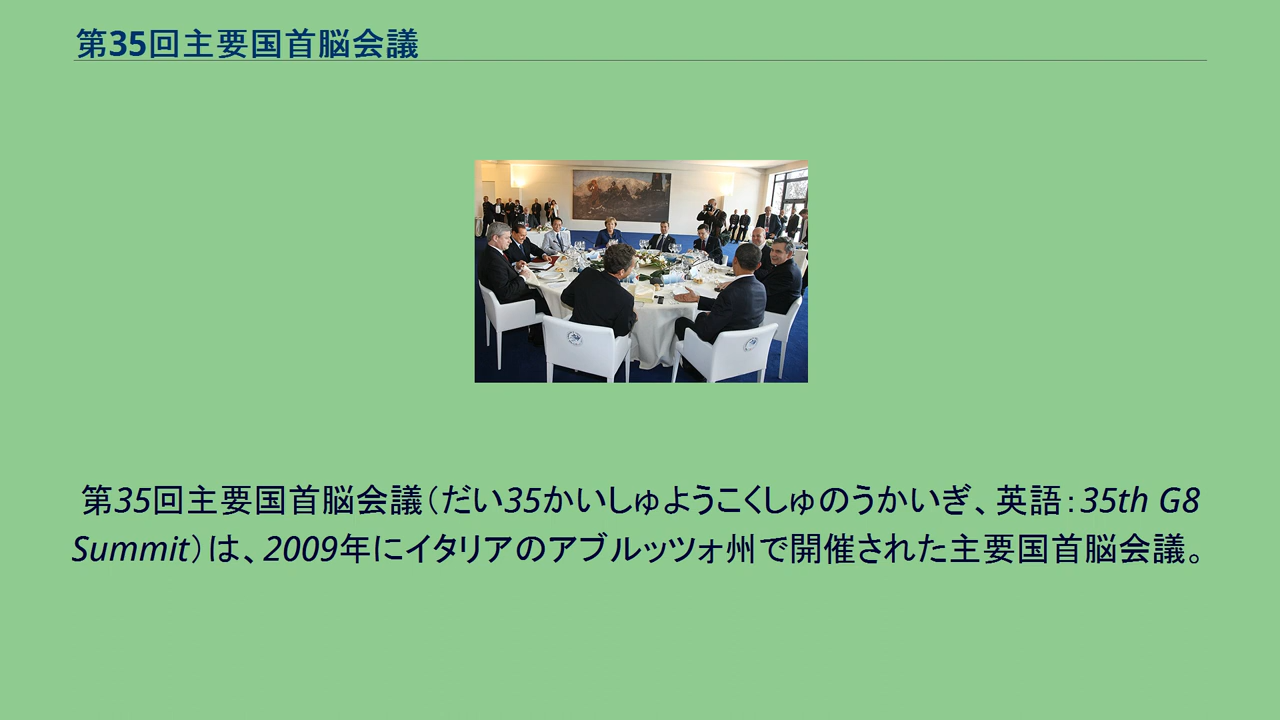 第35回主要国首脳会議
第35回主要国首脳会議（だい35かいしゅようこくしゅのうかいぎ、英語：35th G8
Summit）は、2009年にイタリアのアブルッツォ州で開催された主要国首脳会議。